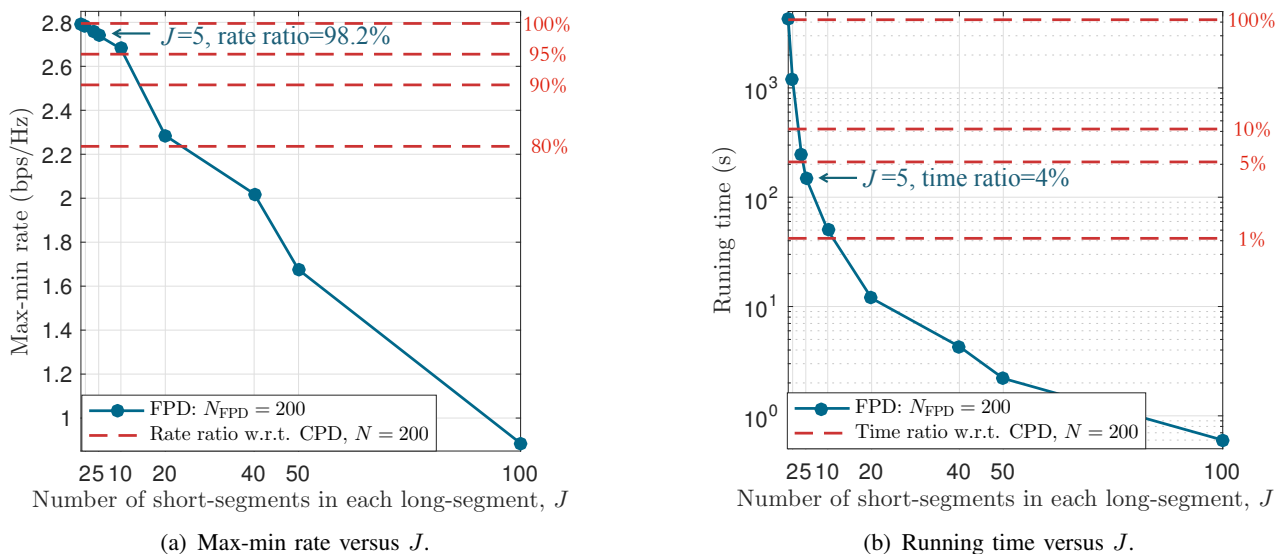 2.8
2.6
2.4
2.2
2
1.8
1.6
1.4
1.2
1
Max-min rate (bps/Hz)
100%
J=5, rate ratio=98.2%
95%
90%
80%
FPD: N_FPD = 200
Rate ratio w.r.t. CPD, N = 200
2 5 10 20 40 50 100
Number of short-segments in each long-segment, J
(a) Max-min rate versus J.
10^3
10^2
10^1
10^0
Runing time (s)
100%
10%
5%
J=5, time ratio=4%
1%
FPD: N_FPD = 200
Time ratio w.r.t. CPD, N = 200
2 5 10 20 40 50 100
Number of short-segments in each long-segment, J
(b) Running time versus J.